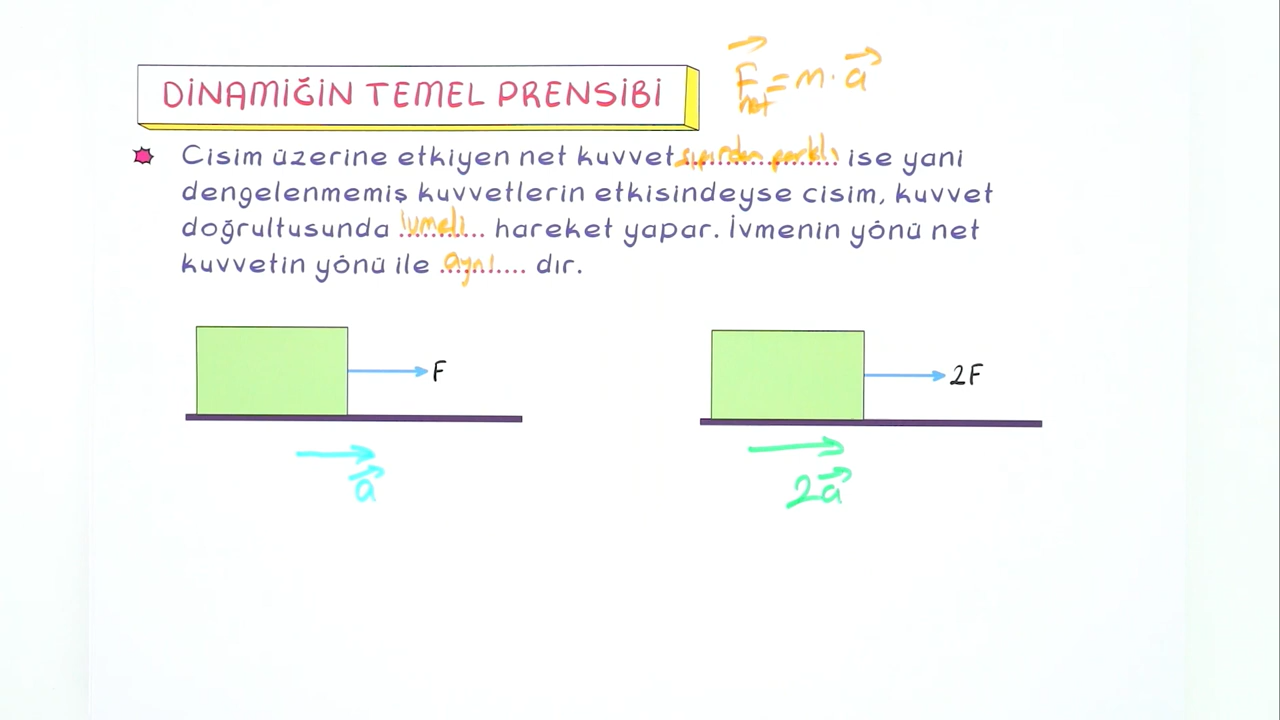 DİNAMİĞİN TEMEL PRENSİBİ
F net = m . a
Cisim üzerine etkiyen net kuvvet sıfırdan farklı ise yani
dengelenmemiş kuvvetlerin etkisindeyse cisim, kuvvet
doğrultusunda ivmeli hareket yapar. İvmenin yönü net
kuvvetin yönü ile aynı dır.
F
2F
a
2a